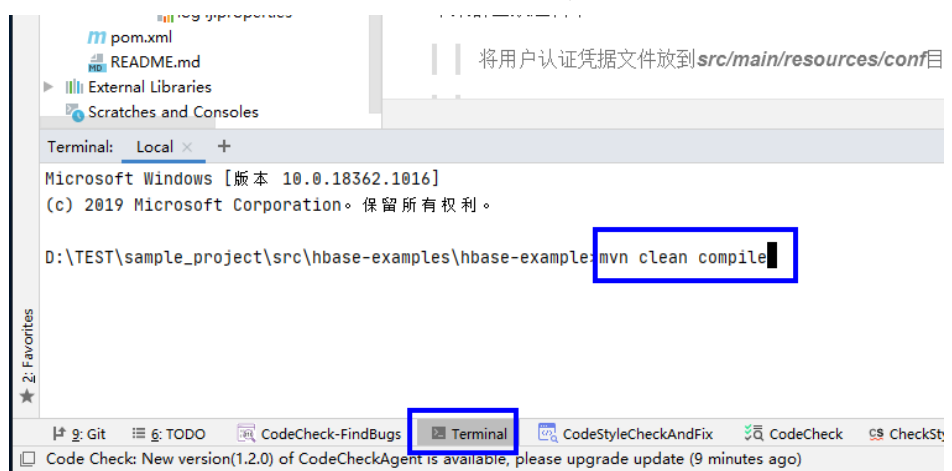 pom.xml
README.md
External Libraries
Scratches and Consoles
将用户认证凭据文件放到src/main/resources/conf目
Terminal: Local × +
Microsoft Windows [版本 10.0.18362.1016]
(c) 2019 Microsoft Corporation。保留所有权利。
D:\TEST\sample_project\src\hbase-examples\hbase-example>mvn clean compile
2: Favorites
9: Git 6: TODO CodeCheck-FindBugs Terminal CodeStyleCheckAndFix CodeCheck CheckSty
Code Check: New version(1.2.0) of CodeCheckAgent is available, please upgrade update (9 minutes ago)